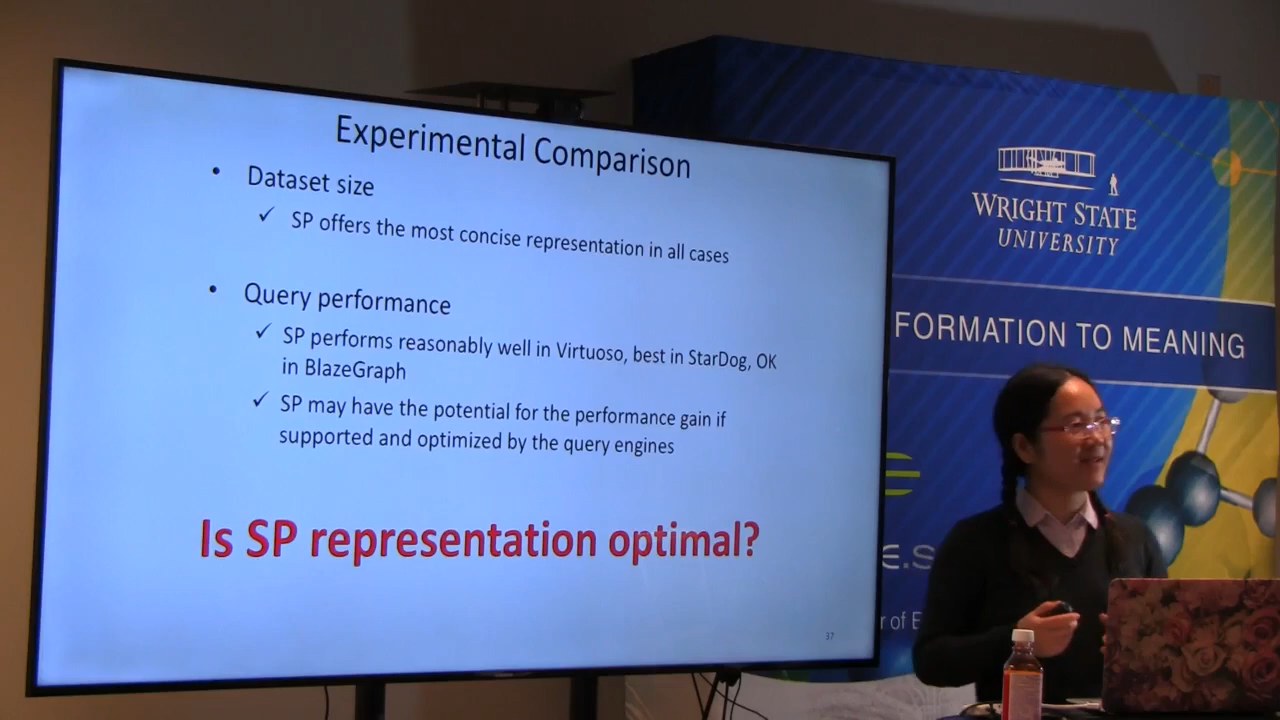 Experimental Comparison
• Dataset size
✓ SP offers the most concise representation in all cases
• Query performance
✓ SP performs reasonably well in Virtuoso, best in StarDog, OK
in BlazeGraph
✓ SP may have the potential for the performance gain if
supported and optimized by the query engines
Is SP representation optimal?
37
WRIGHT STATE
UNIVERSITY
FORMATION TO MEANING
E.S
r of E